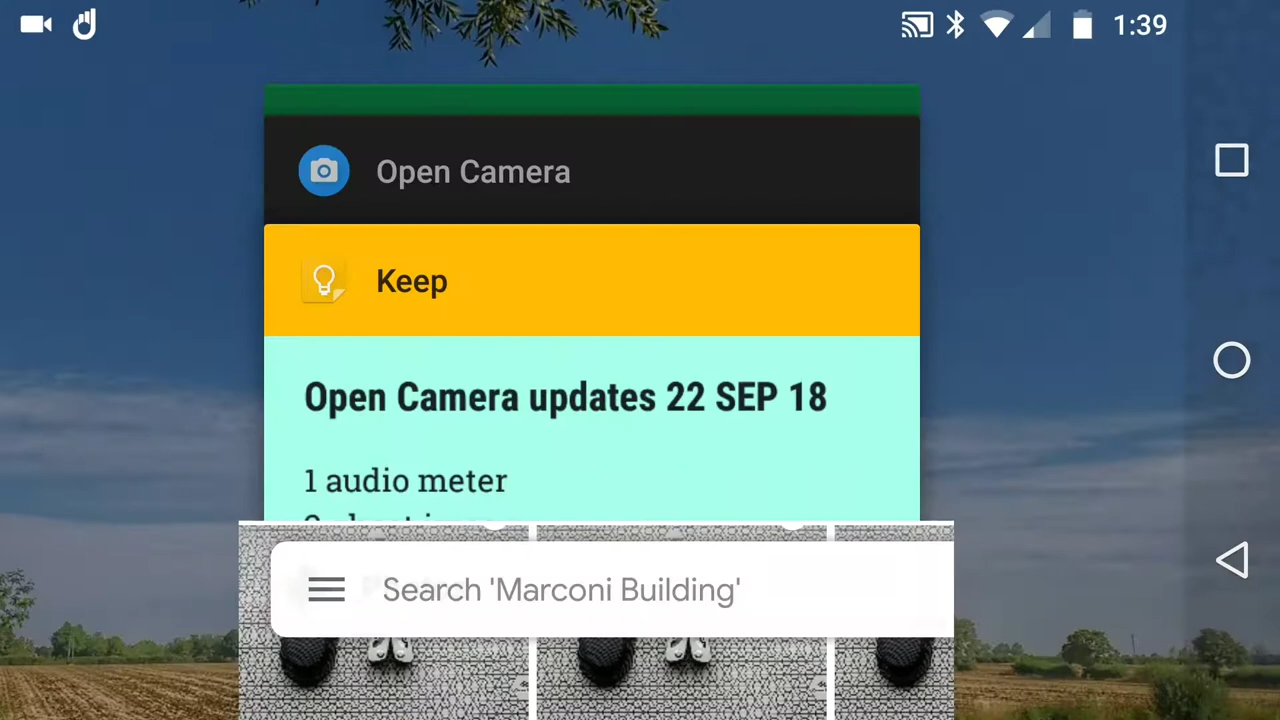 1:39
Open Camera
Keep
Open Camera updates 22 SEP 18
1 audio meter
Search 'Marconi Building'